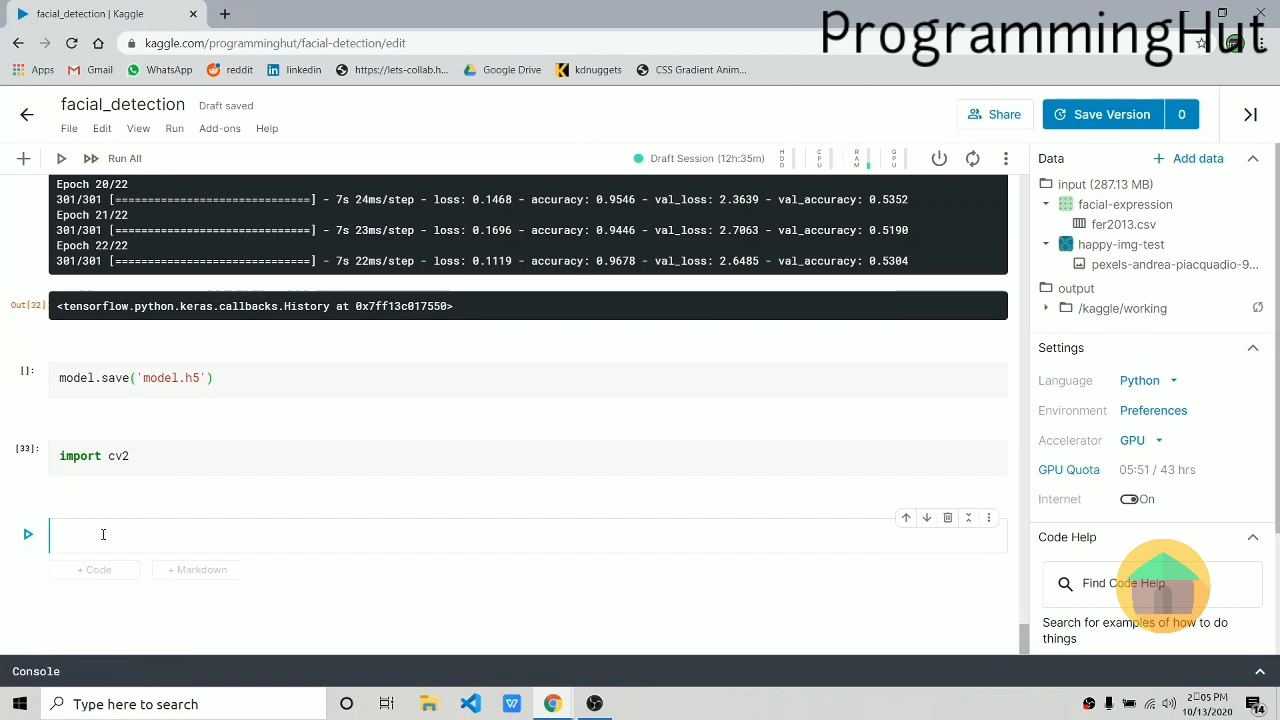 facial_detection | Kaggle
ProgrammingHut
kaggle.com/programminghut/facial-detection/edit
Apps Gmail WhatsApp reddit linkedin https://lets-collab.h... Google Drive kdnuggets CSS Gradient Anim...
facial_detection Draft saved
File Edit View Run Add-ons Help
Share Save Version 0
Run All Draft Session (12h:35m) HDD CPU RAM GPU
Epoch 20/22
301/301 [==============================] - 7s 24ms/step - loss: 0.1468 - accuracy: 0.9546 - val_loss: 2.3639 - val_accuracy: 0.5352
Epoch 21/22
301/301 [==============================] - 7s 23ms/step - loss: 0.1696 - accuracy: 0.9446 - val_loss: 2.7063 - val_accuracy: 0.5190
Epoch 22/22
301/301 [==============================] - 7s 22ms/step - loss: 0.1119 - accuracy: 0.9678 - val_loss: 2.6485 - val_accuracy: 0.5304
Out[32] <tensorflow.python.keras.callbacks.History at 0x7ff13c017550>
[]: model.save('model.h5')
[33]: import cv2
+ Code + Markdown
Data + Add data
input (287.13 MB)
facial-expression
fer2013.csv
happy-img-test
pexels-andrea-piacquadio-9...
output
/kaggle/working
Settings
Language Python
Environment Preferences
Accelerator GPU
GPU Quota 05:51 / 43 hrs
Internet On
Code Help
Find Code Help
Search for examples of how to do
things
Console
Type here to search
2:05 PM
10/13/2020
14